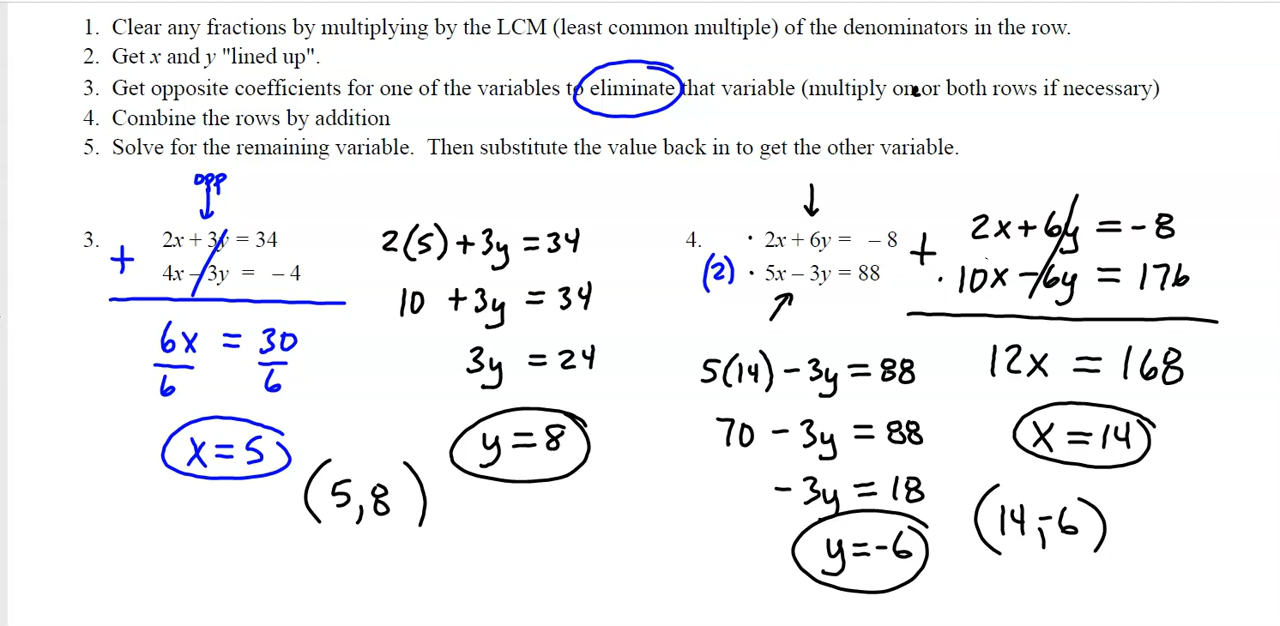 1. Clear any fractions by multiplying by the LCM (least common multiple) of the denominators in the row.
2. Get x and y "lined up".
3. Get opposite coefficients for one of the variables to eliminate that variable (multiply one or both rows if necessary)
4. Combine the rows by addition
5. Solve for the remaining variable. Then substitute the value back in to get the other variable.
opp
3.
2x + 3y = 34
+ 4x – 3y = – 4
6x = 30
6 6
x = 5
2(5) + 3y = 34
10 + 3y = 34
3y = 24
y = 8
(5,8)
4.
· 2x + 6y = – 8
(2) · 5x – 3y = 88
2x + 6y = -8
+ · 10x - 6y = 176
12x = 168
x = 14
5(14) - 3y = 88
70 - 3y = 88
- 3y = 18
y = -6
(14, -6)